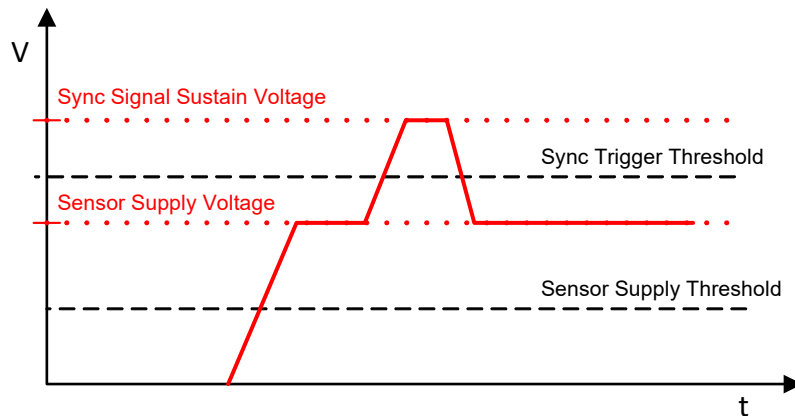 V
Sync Signal Sustain Voltage
Sync Trigger Threshold
Sensor Supply Voltage
Sensor Supply Threshold
t